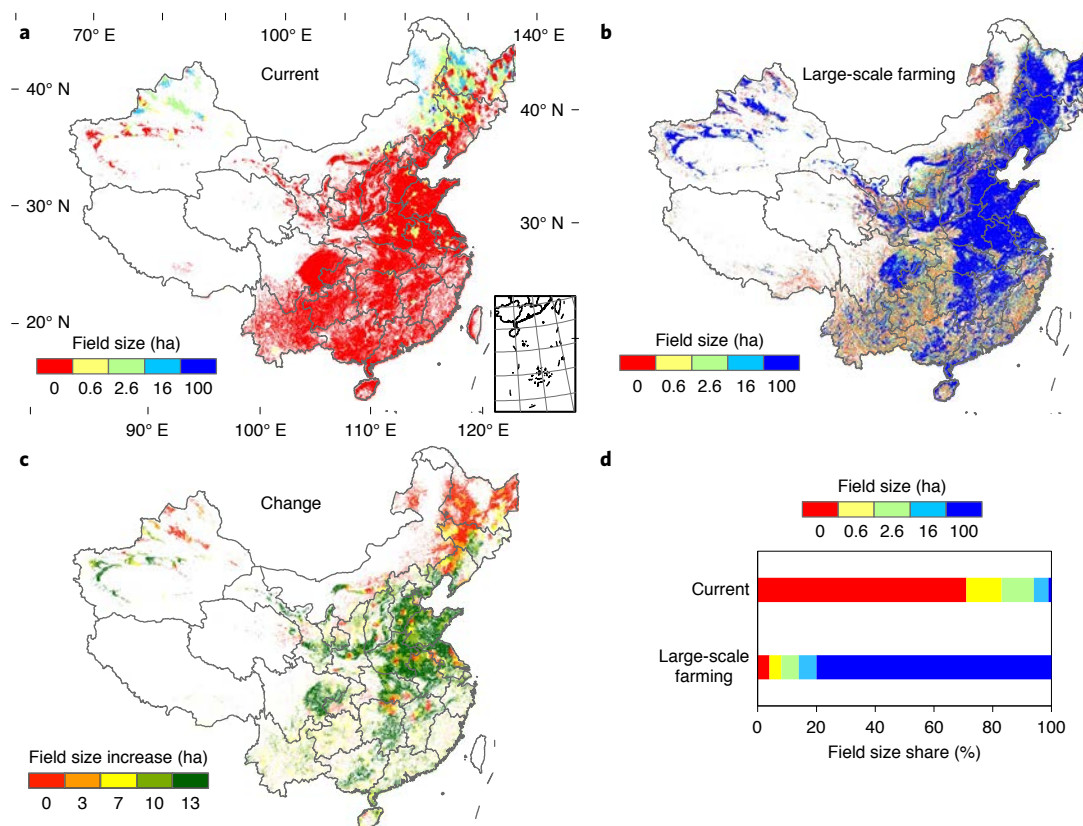 a
70° E
100° E
140° E
Current
40° N
40° N
30° N
30° N
20° N
Field size (ha)
0 0.6 2.6 16 100
90° E 100° E 110° E 120° E
b
Large-scale farming
Field size (ha)
0 0.6 2.6 16 100
c
Change
Field size increase (ha)
0 3 7 10 13
d
Field size (ha)
0 0.6 2.6 16 100
Current
Large-scale
farming
0 20 40 60 80 100
Field size share (%)